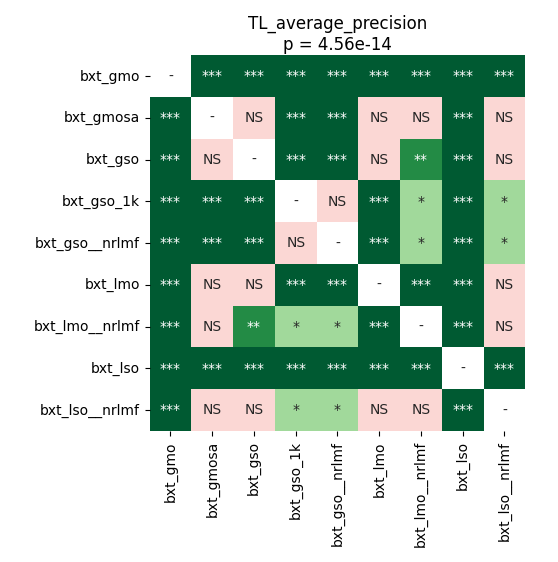 TL_average_precision
p = 4.56e-14
bxt_gmo - *** *** *** *** *** *** *** ***
bxt_gmosa *** - NS *** *** NS NS *** NS
bxt_gso *** NS - *** *** NS ** *** NS
bxt_gso_1k *** *** *** - NS *** * *** *
bxt_gso__nrlmf *** *** *** NS - *** * *** *
bxt_lmo *** NS NS *** *** - *** *** NS
bxt_lmo__nrlmf *** NS ** * * *** - *** NS
bxt_lso *** *** *** *** *** *** *** - ***
bxt_lso__nrlmf *** NS NS * * NS NS *** -
bxt_gmo
bxt_gmosa
bxt_gso
bxt_gso_1k
bxt_gso__nrlmf
bxt_lmo
bxt_lmo__nrlmf
bxt_lso
bxt_lso__nrlmf